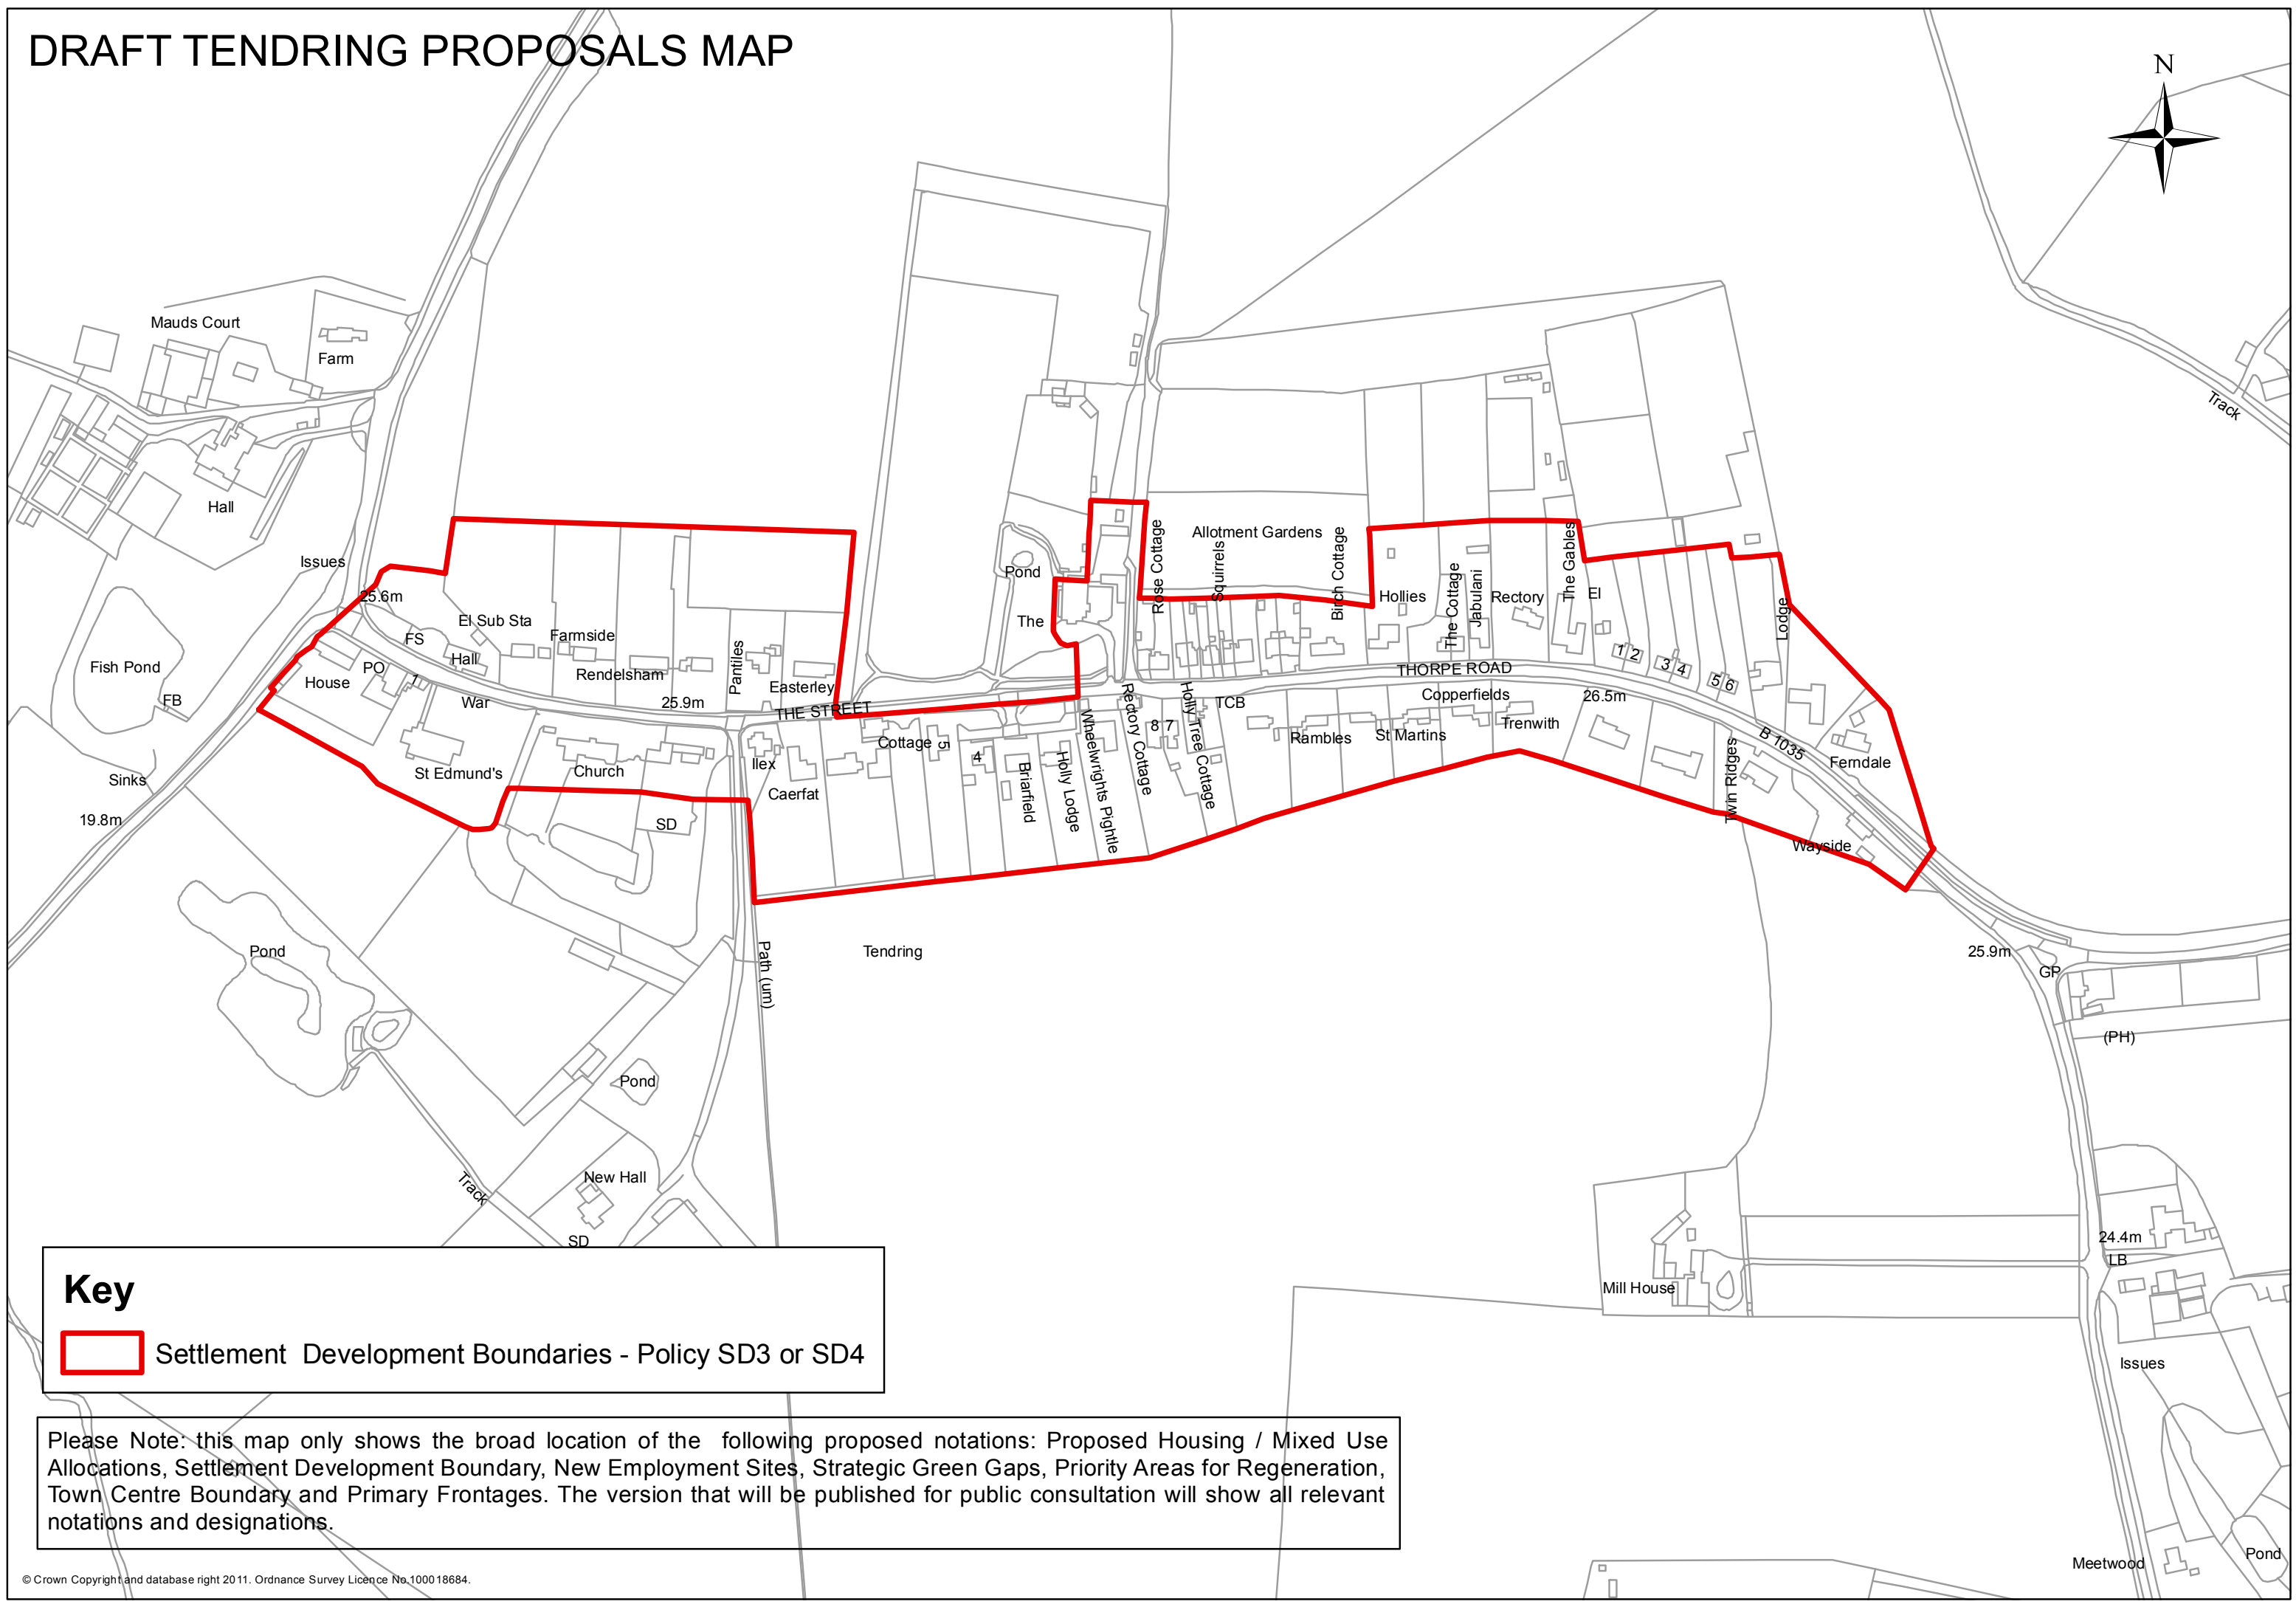 DRAFT TENDRING PROPOSALS MAP
N
Mauds Court
Farm
Track
Hall
Issues
Allotment Gardens
Rose Cottage
Squirrels
Birch Cottage
Pond
The
25.6m
El Sub Sta
FS
Farmside
Hall
Hollies
The Cottage
Jabulani
Rectory
The Gables
El
Lodge
Fish Pond
FB
PO
House
1
War
Rendelsham
25.9m
Pantiles
Easterley
THE STREET
THORPE ROAD
1 2
3 4
5 6
Copperfields
26.5m
TCB
Trenwith
Rambles
St Martins
B 1035
Ferndale
Twin Ridges
Wayside
Rectory Cottage
Holly Tree Cottage
8 7
Wheelwrights Pightle
Holly Lodge
Briarfield
4
5
Cottage
Ilex
Caerfat
St Edmund's
Church
SD
Sinks
19.8m
Pond
Path (um)
Tendring
25.9m
GP
(PH)
Pond
New Hall
Track
SD
24.4m
LB
Mill House
Issues
Meetwood
Pond
Key
Settlement Development Boundaries - Policy SD3 or SD4
Please Note: this map only shows the broad location of the following proposed notations: Proposed Housing / Mixed Use
Allocations, Settlement Development Boundary, New Employment Sites, Strategic Green Gaps, Priority Areas for Regeneration,
Town Centre Boundary and Primary Frontages. The version that will be published for public consultation will show all relevant
notations and designations.
© Crown Copyright and database right 2011. Ordnance Survey Licence No.100018684.